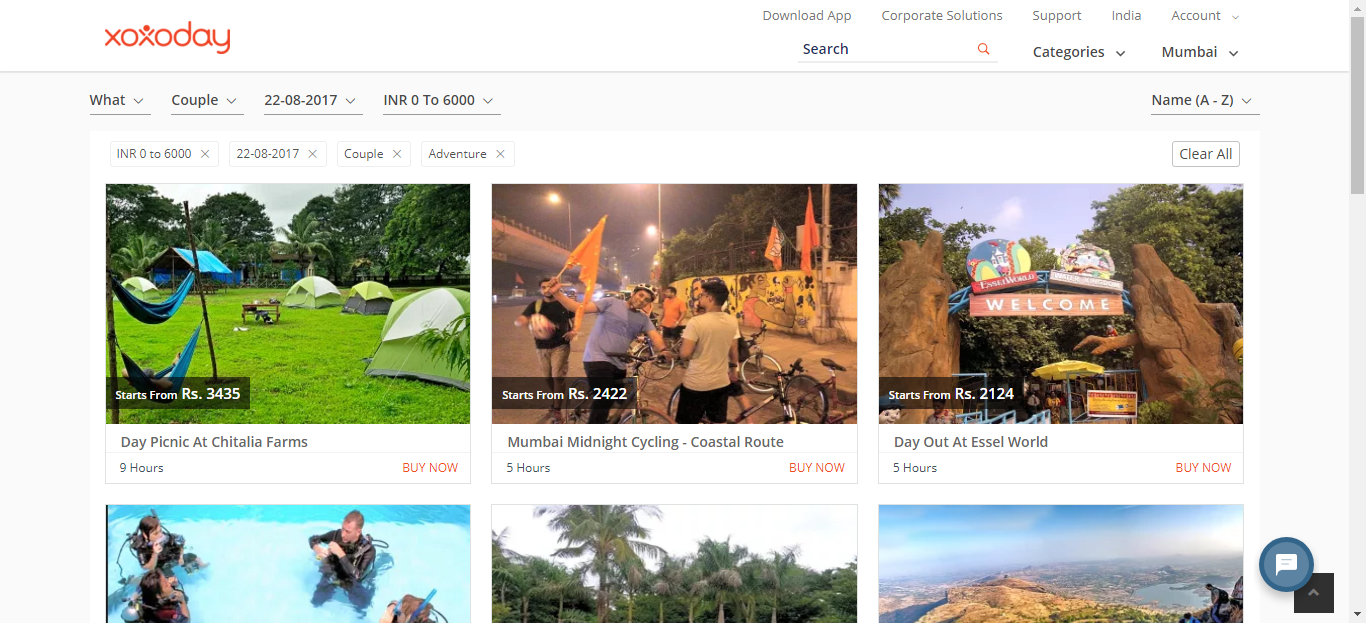 Download App Corporate Solutions Support India Account
xoxoday
Search Categories Mumbai
What Couple 22-08-2017 INR 0 To 6000 Name (A - Z)
INR 0 to 6000 22-08-2017 Couple Adventure Clear All
ESSELWORLD
WELCOME
Starts From Rs. 3435
Starts From Rs. 2422
Starts From Rs. 2124
Day Picnic At Chitalia Farms
Mumbai Midnight Cycling - Coastal Route
Day Out At Essel World
9 Hours BUY NOW
5 Hours BUY NOW
5 Hours BUY NOW